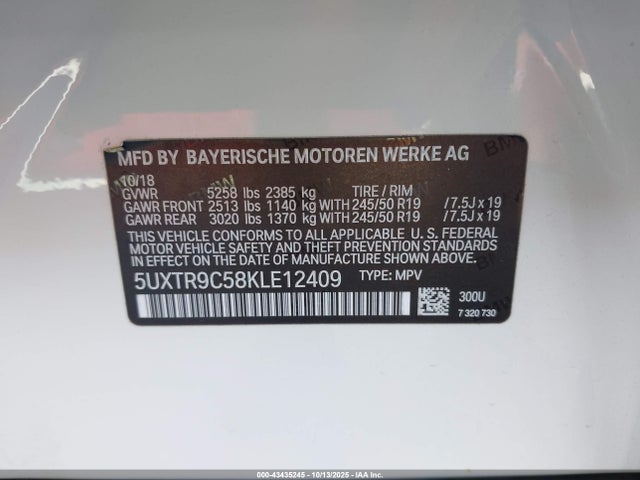 MFD BY BAYERISCHE MOTOREN WERKE AG
10/18
GVWR 5258 lbs 2385 kg TIRE / RIM
GAWR FRONT 2513 lbs 1140 kg WITH 245/50 R19 / 7.5J x 19
GAWR REAR 3020 lbs 1370 kg WITH 245/50 R19 / 7.5J x 19
THIS VEHICLE CONFORMS TO ALL APPLICABLE U. S. FEDERAL
MOTOR VEHICLE SAFETY, BUMPER,
AND THEFT PREVENTION STANDARDS IN EFFECT
ON THE DATE OF MANUFACTURE SHOWN ABOVE.
5UXTR9C58KLE12409 TYPE: MPV
300U
7 320 730
000-43435245 - 10/13/2025 - ©IAA, Inc.